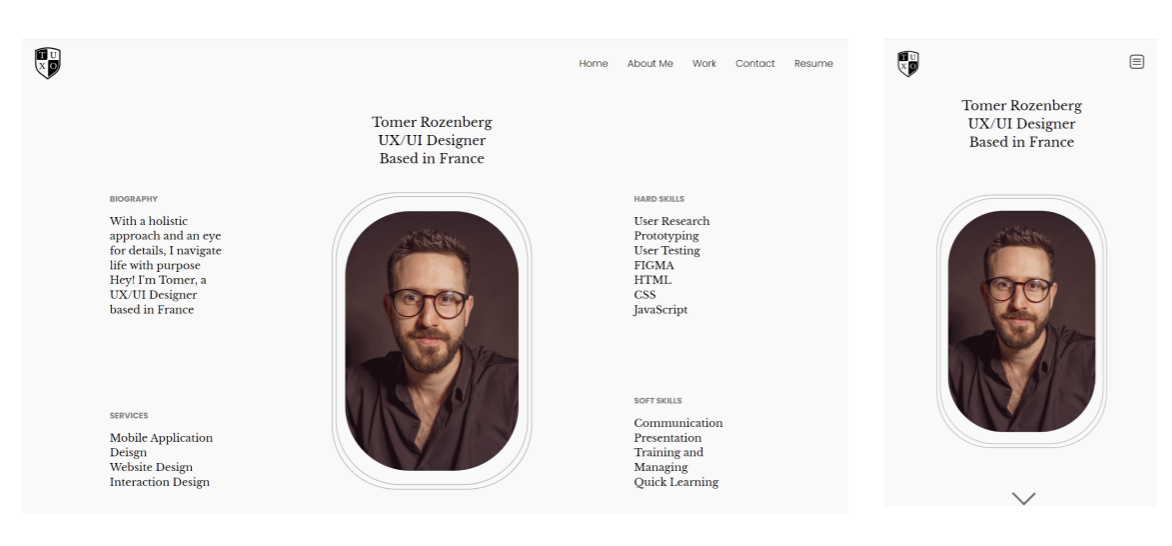 T U
X O
Home About Me Work Contact Resume
Tomer Rozenberg
UX/UI Designer
Based in France
BIOGRAPHY
With a holistic
approach and an eye
for details, I navigate
life with purpose
Hey! I'm Tomer, a
UX/UI Designer
based in France
SERVICES
Mobile Application
Deisgn
Website Design
Interaction Design
HARD SKILLS
User Research
Prototyping
User Testing
FIGMA
HTML
CSS
JavaScript
SOFT SKILLS
Communication
Presentation
Training and
Managing
Quick Learning
T U
X O
Tomer Rozenberg
UX/UI Designer
Based in France